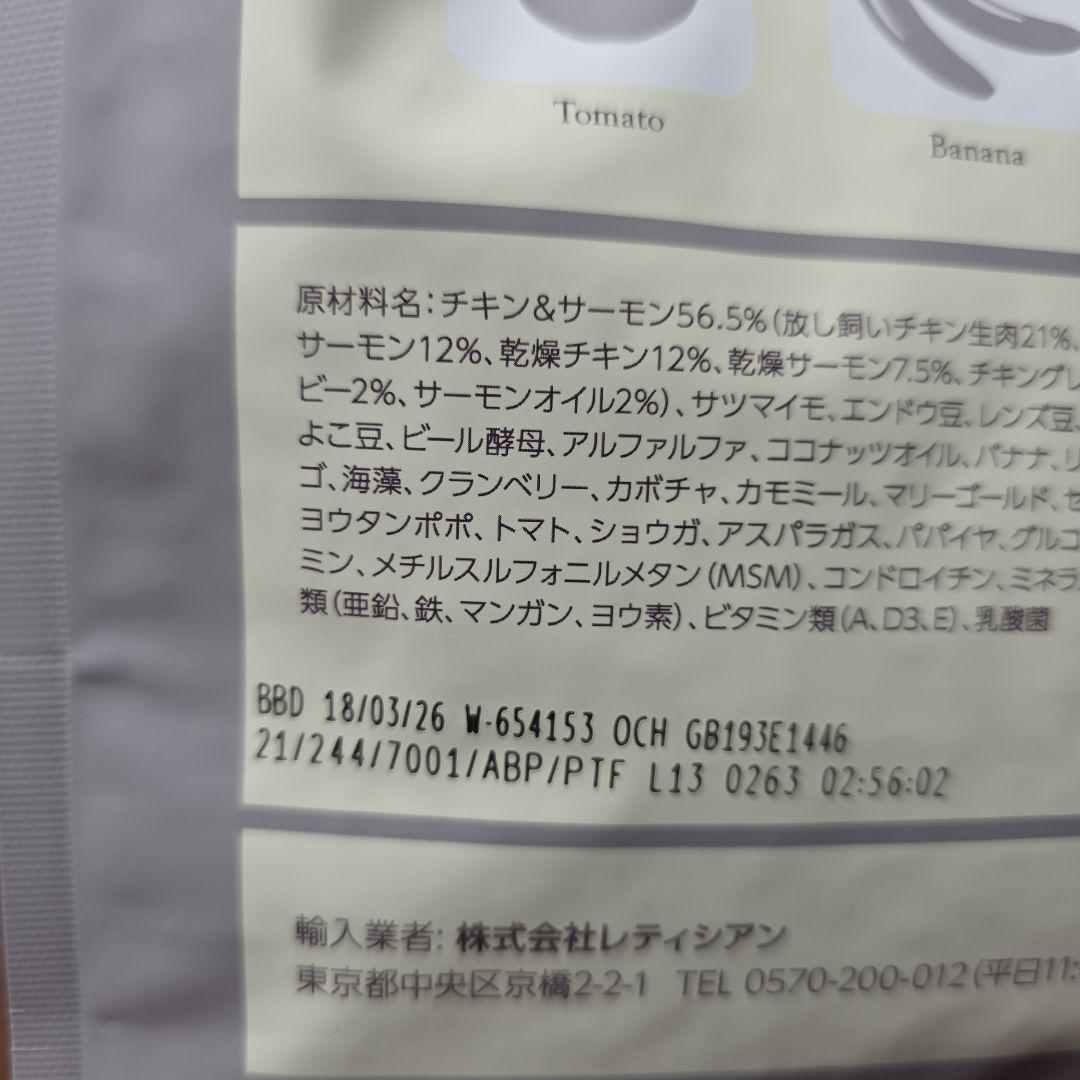 Tomato
Banana
原材料名：チキン＆サーモン56.5%（放し飼いチキン生肉21%、
サーモン12%、乾燥チキン12%、乾燥サーモン7.5%、チキングレ
ビー2%、サーモンオイル2%）、サツマイモ、エンドウ豆、レンズ豆、
よこ豆、ビール酵母、アルファルファ、ココナッツオイル、バナナ、リ
ゴ、海藻、クランベリー、カボチャ、カモミール、マリーゴールド、セ
ヨウタンポポ、トマト、ショウガ、アスパラガス、パパイヤ、グルコ
ミン、メチルスルフォニルメタン（MSM）、コンドロイチン、ミネラ
類（亜鉛、鉄、マンガン、ヨウ素）、ビタミン類（A、D3、E）、乳酸菌
BBD 18/03/26 W-654153 OCH GB193E1446
21/244/7001/ABP/PTF L13 0263 02:56:02
輸入業者: 株式会社レティシアン
東京都中央区京橋2-2-1 TEL 0570-200-012（平日11: